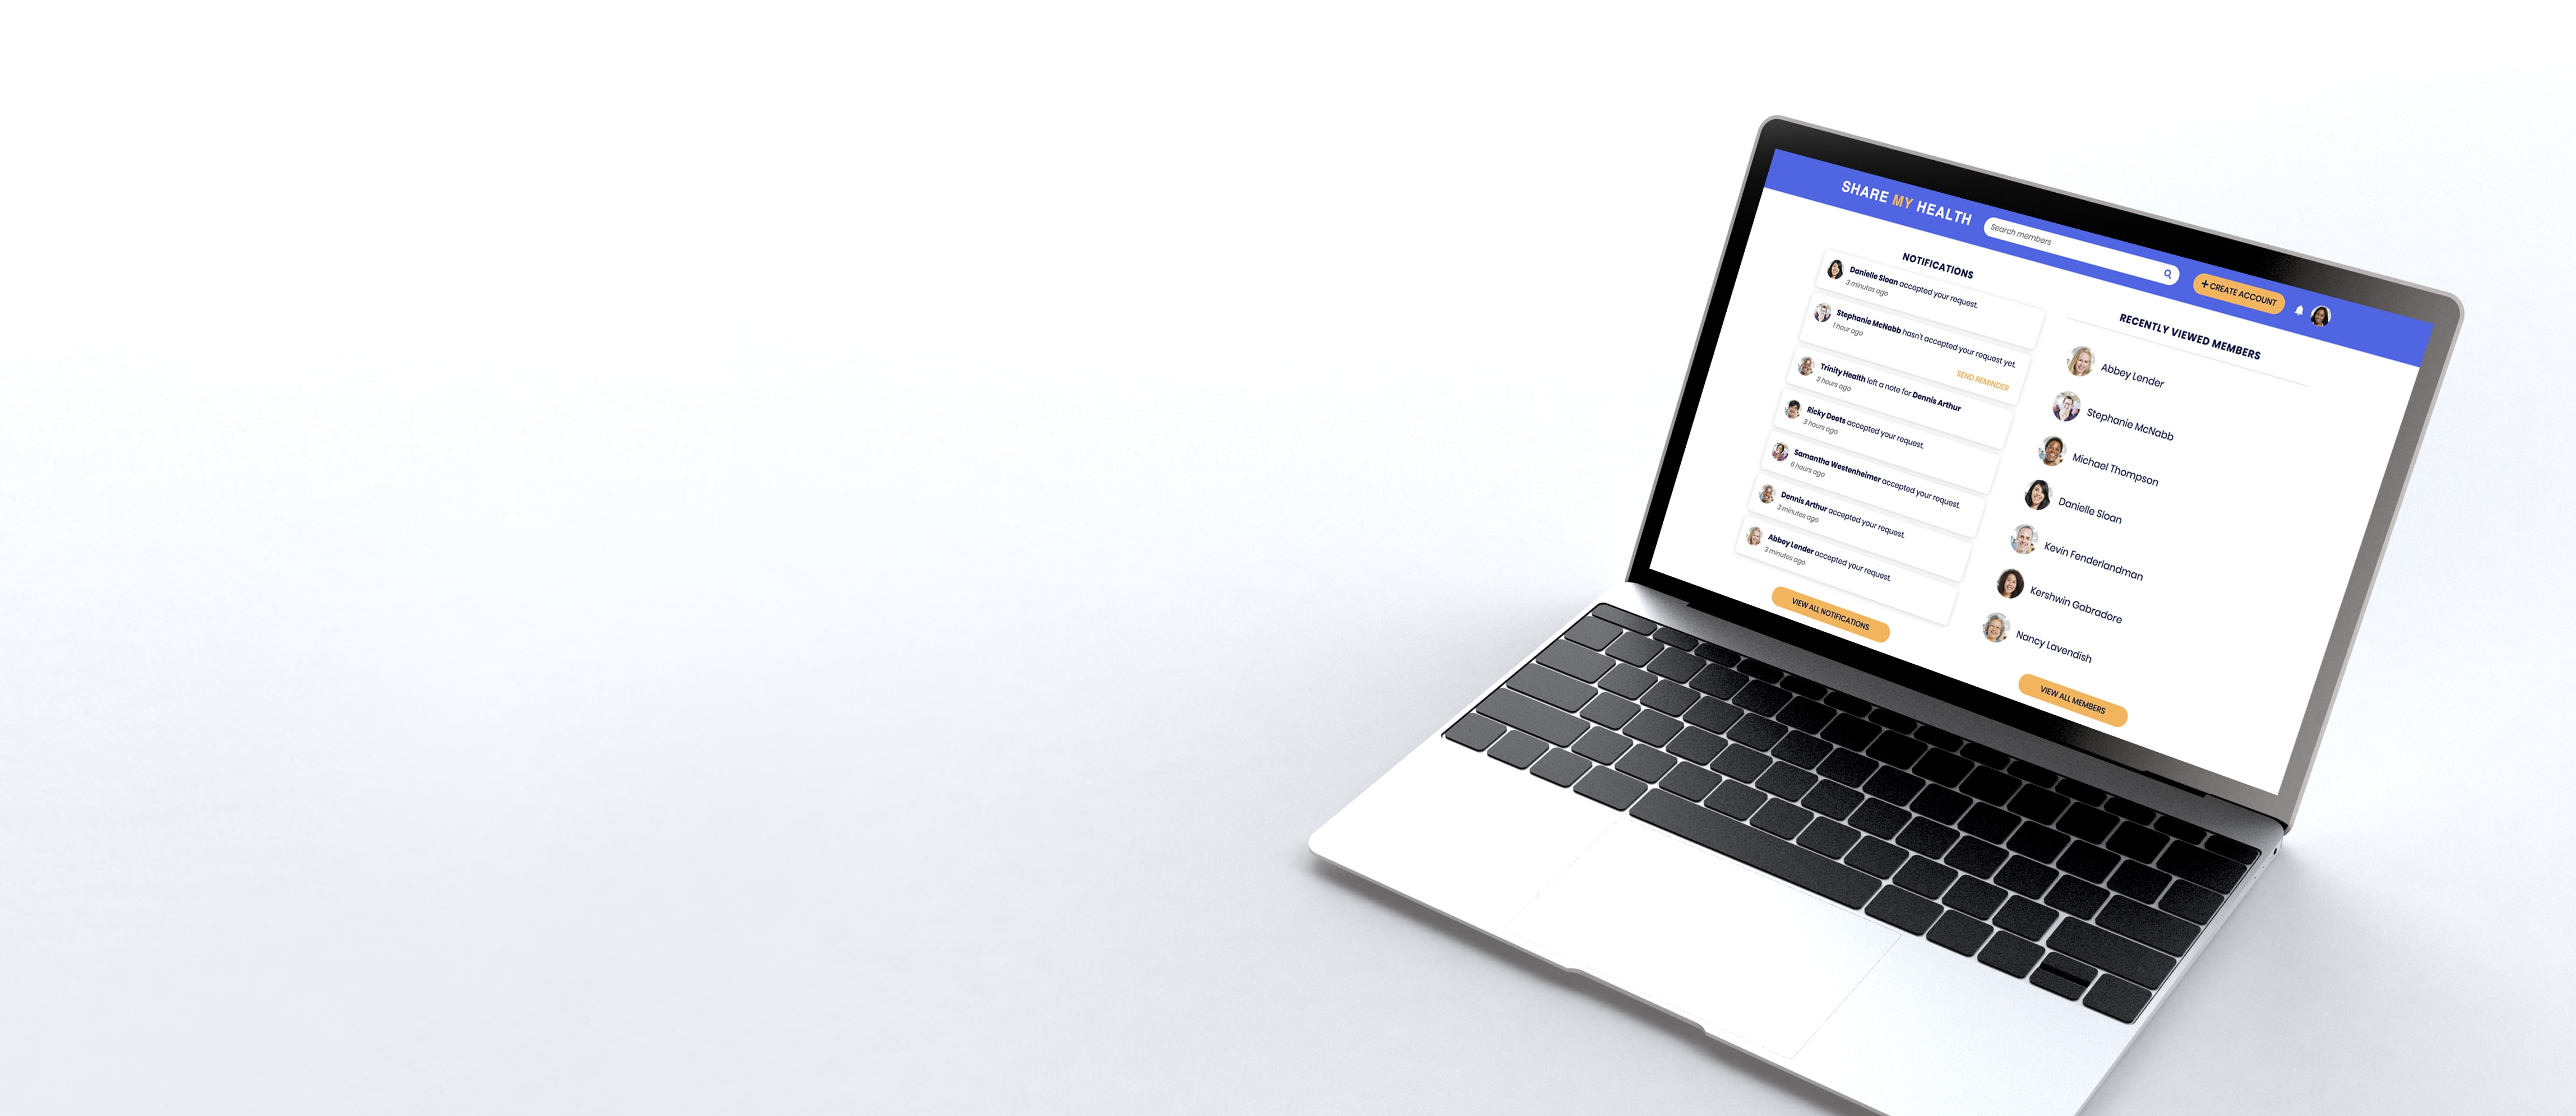 SHARE MY HEALTH
Search members
+ CREATE ACCOUNT
NOTIFICATIONS
Danielle Sloan accepted your request.
3 minutes ago
Stephanie McNabb hasn't accepted your request yet.
1 hour ago
SEND REMINDER
Trinity Health left a note for Dennis Arthur
3 hours ago
Ricky Deets accepted your request.
3 hours ago
Samantha Westenheimer accepted your request.
6 hours ago
Dennis Arthur accepted your request.
3 minutes ago
Abbey Lender accepted your request.
3 minutes ago
VIEW ALL NOTIFICATIONS
RECENTLY VIEWED MEMBERS
Abbey Lender
Stephanie McNabb
Michael Thompson
Danielle Sloan
Kevin Fenderlandman
Kershwin Gabradore
Nancy Lavendish
VIEW ALL MEMBERS